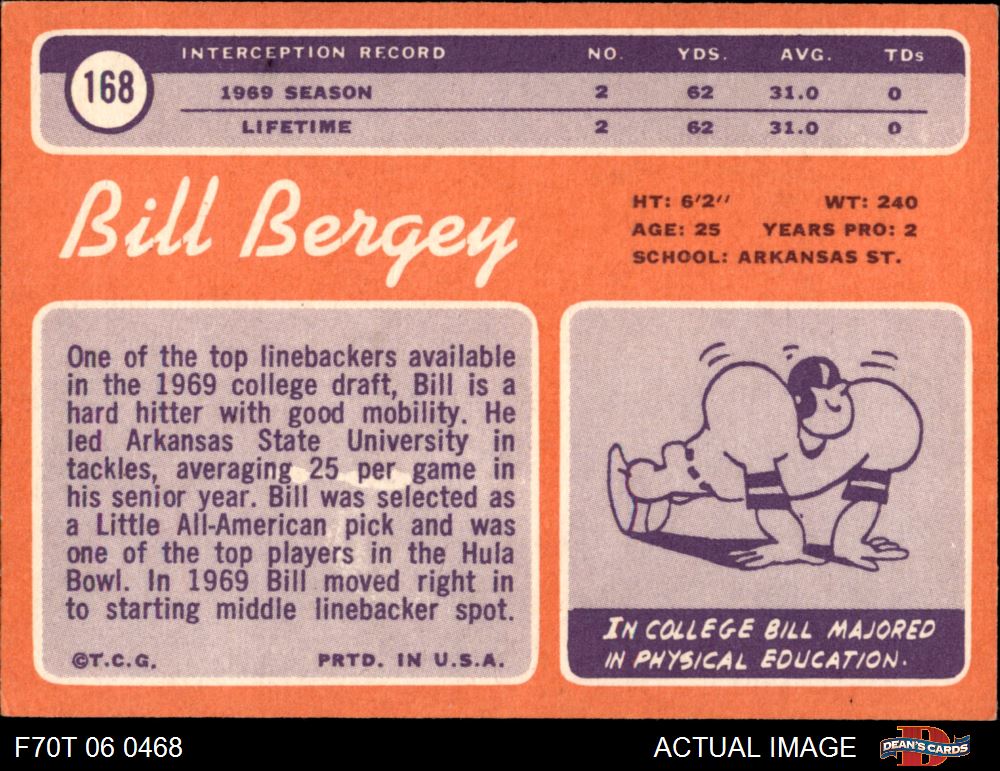 168
INTERCEPTION RECORD NO. YDS. AVG. TDs
1969 SEASON 2 62 31.0 0
LIFETIME 2 62 31.0 0
Bill Bergey
HT: 6'2'' WT: 240
AGE: 25 YEARS PRO: 2
SCHOOL: ARKANSAS ST.
One of the top linebackers available
in the 1969 college draft, Bill is a
hard hitter with good mobility. He
led Arkansas State University in
tackles, averaging 25 per game in
his senior year. Bill was selected as
a Little All-American pick and was
one of the top players in the Hula
Bowl. In 1969 Bill moved right in
to starting middle linebacker spot.
©T.C.G. PRTD. IN U.S.A.
IN COLLEGE BILL MAJORED
IN PHYSICAL EDUCATION.
F70T 06 0468 ACTUAL IMAGE D DEAN'S CARDS